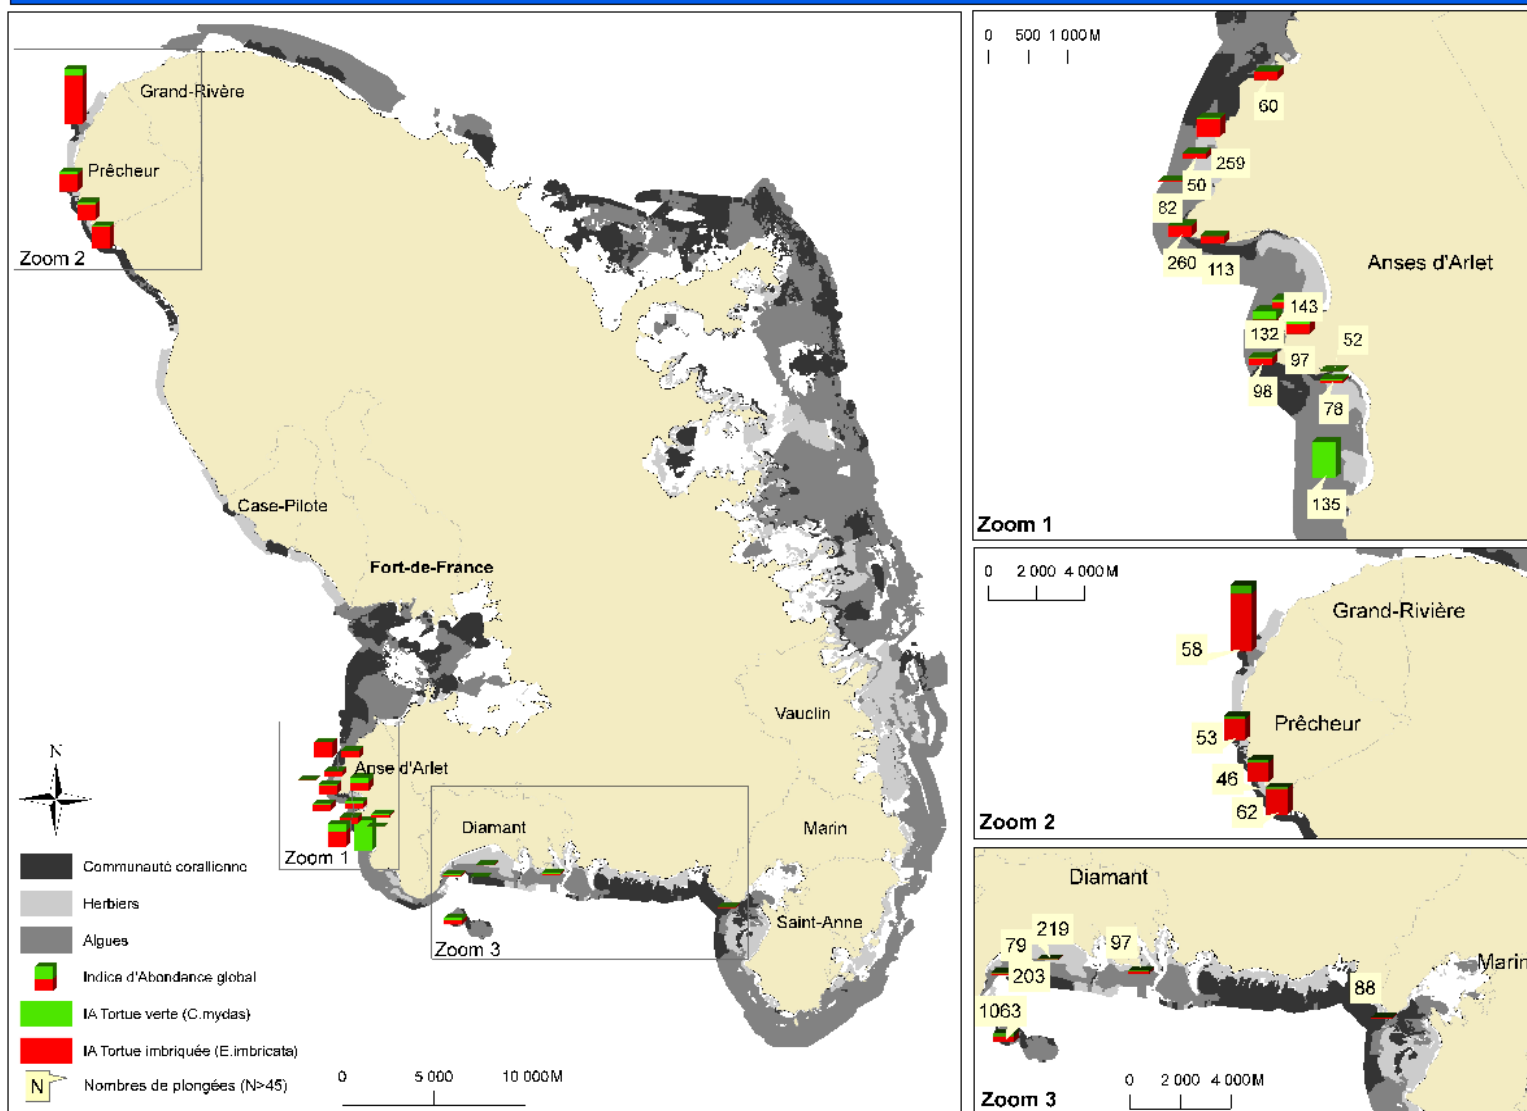 Grand-Rivière
Prêcheur
Zoom 2
Case-Pilote
Fort-de-France
Vauclin
Anse d'Arlet
Zoom 1
Diamant
Marin
Saint-Anne
Zoom 3
N
Communauté corallienne
Herbiers
Algues
Indice d'Abondance global
IA Tortue verte (C.mydas)
IA Tortue imbriquée (E.imbricata)
N Nombres de plongées (N>45)
0 5 000 10 000M
0 500 1 000M
60
259
50
82
260 113
Anses d'Arlet
143
132
52
97
98
78
135
Zoom 1
0 2 000 4 000M
Grand-Rivière
58
Prêcheur
53
46
62
Zoom 2
Diamant
219
79 97
203
Marin
88
1063
0 2 000 4 000M
Zoom 3